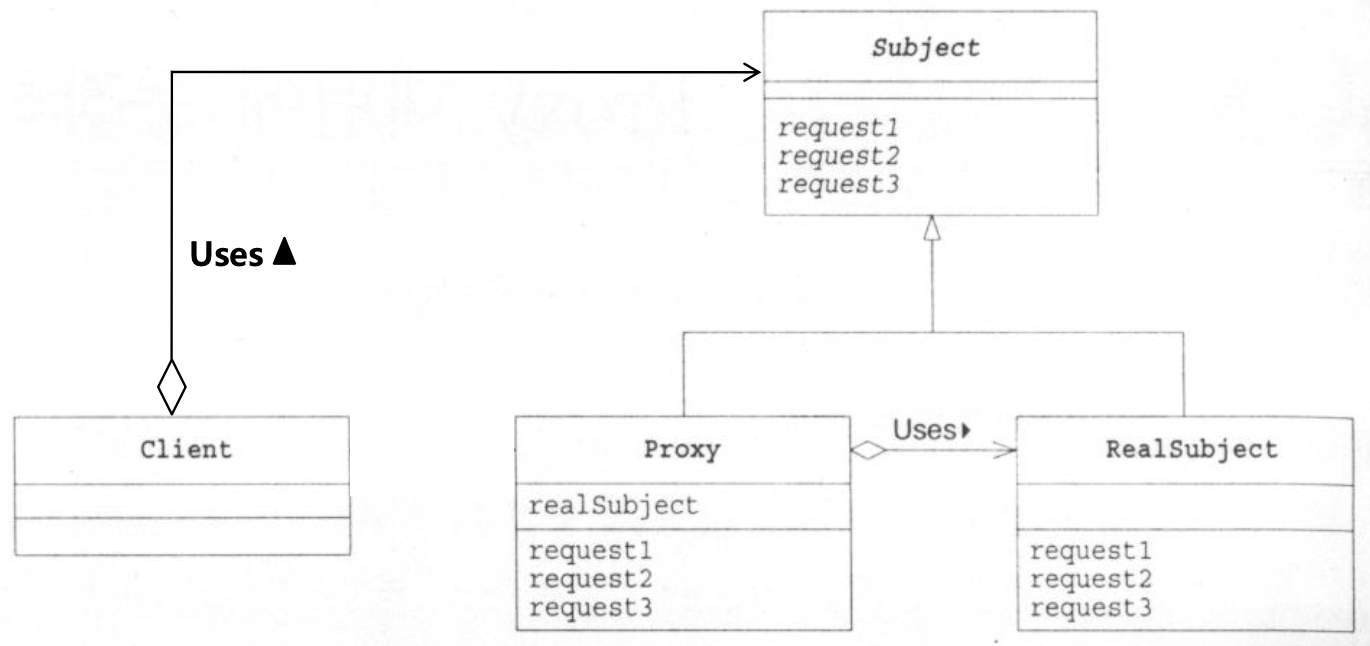 Subject
request1
request2
request3
Uses ▲
Client
Proxy
realSubject
request1
request2
request3
Uses▶
RealSubject
request1
request2
request3